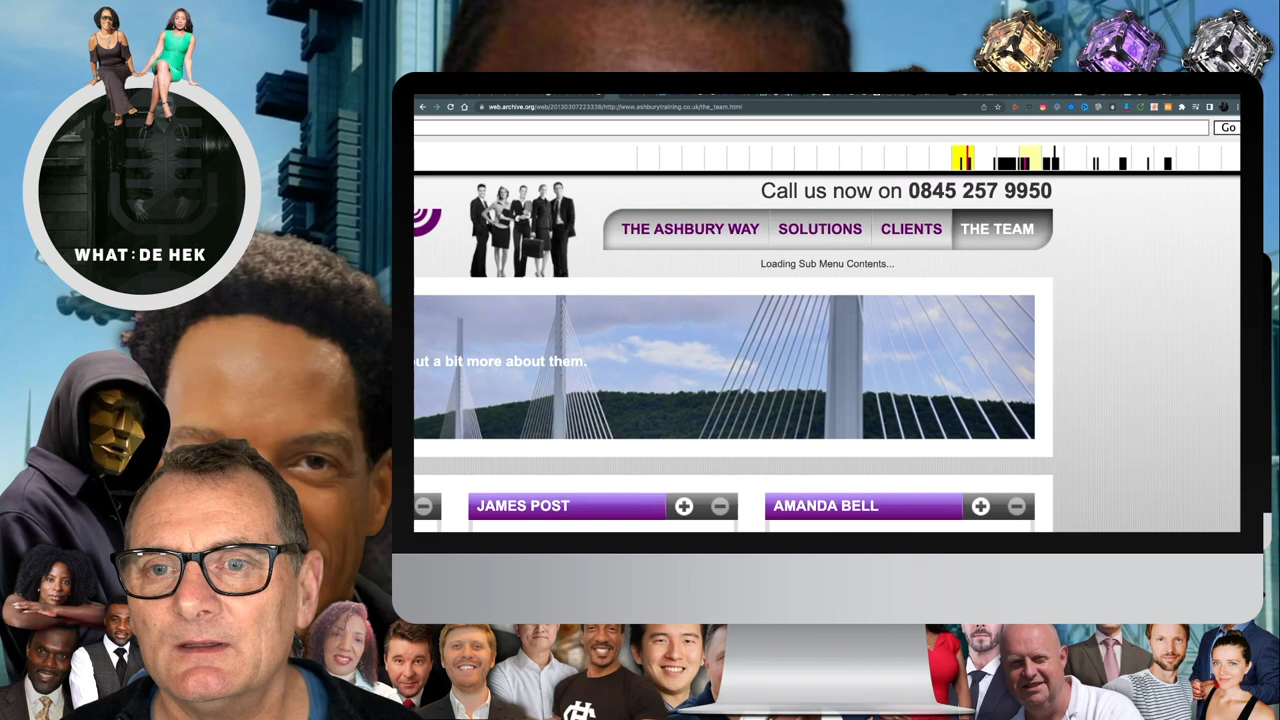 WHAT:DE HEK
web.archive.org/web/20130307223336/http://www.ashburytraining.co.uk/the_team.html
Go
Call us now on 0845 257 9950
THE ASHBURY WAY SOLUTIONS CLIENTS THE TEAM
Loading Sub Menu Contents...
ut a bit more about them.
JAMES POST
AMANDA BELL